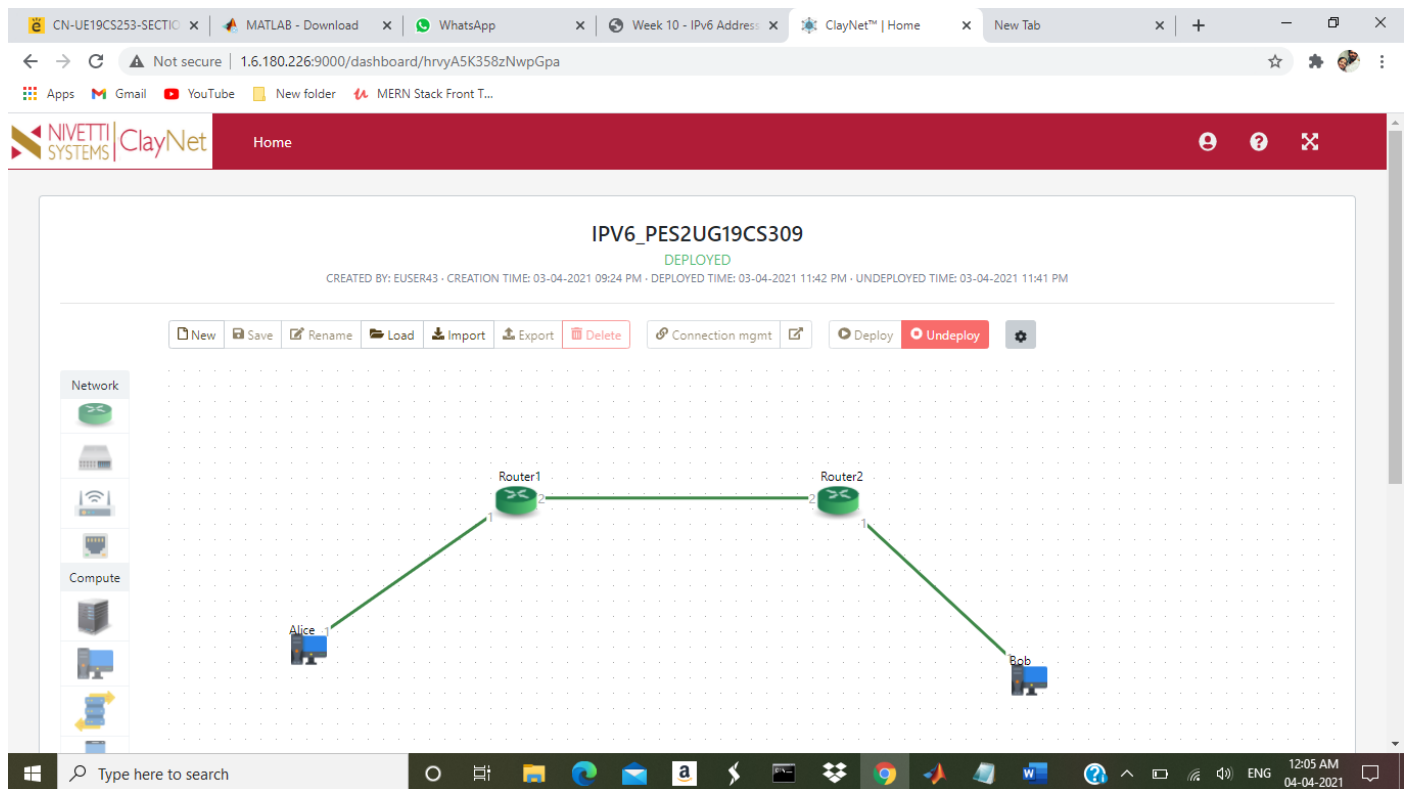 CN-UE19CS253-SECTIO
MATLAB - Download
WhatsApp
Week 10 - IPv6 Address
ClayNet™ | Home
New Tab
Not secure | 1.6.180.226:9000/dashboard/hrvyA5K358zNwpGpa
Apps Gmail YouTube New folder MERN Stack Front T...
NIVETTI SYSTEMS | ClayNet
Home
IPV6_PES2UG19CS309
DEPLOYED
CREATED BY: EUSER43 · CREATION TIME: 03-04-2021 09:24 PM · DEPLOYED TIME: 03-04-2021 11:42 PM · UNDEPLOYED TIME: 03-04-2021 11:41 PM
New Save Rename Load Import Export Delete Connection mgmt Deploy Undeploy
Network
Router1 Router2
2 2
1 1
Compute
Alice 1
Bob
Type here to search
a
ENG
12:05 AM
04-04-2021